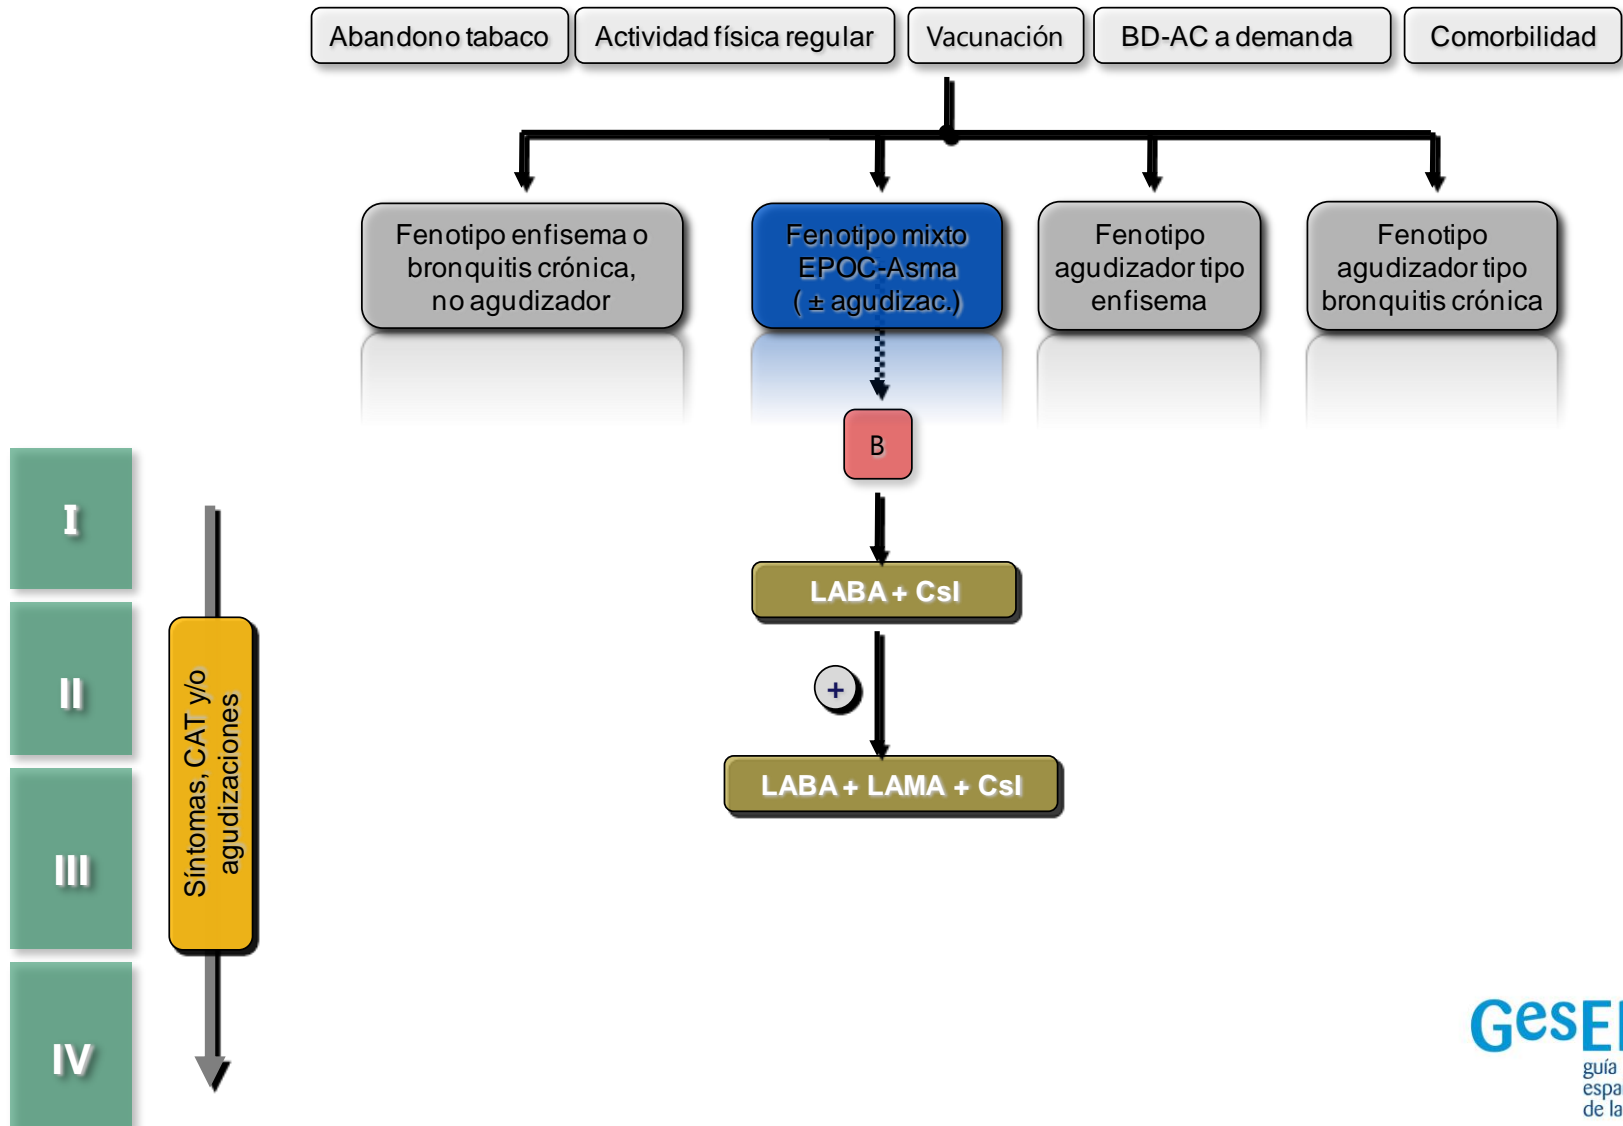 Abandono tabaco
Actividad física regular
Vacunación
BD-AC a demanda
Comorbilidad
Fenotipo enfisema o
bronquitis crónica,
no agudizador
Fenotipo mixto
EPOC-Asma
( ± agudizac.)
Fenotipo
agudizador tipo
enfisema
Fenotipo
agudizador tipo
bronquitis crónica
B
I
II
III
IV
Síntomas, CAT y/o
agudizaciones
LABA + CsI
+
LABA + LAMA + CsI
guía
de la